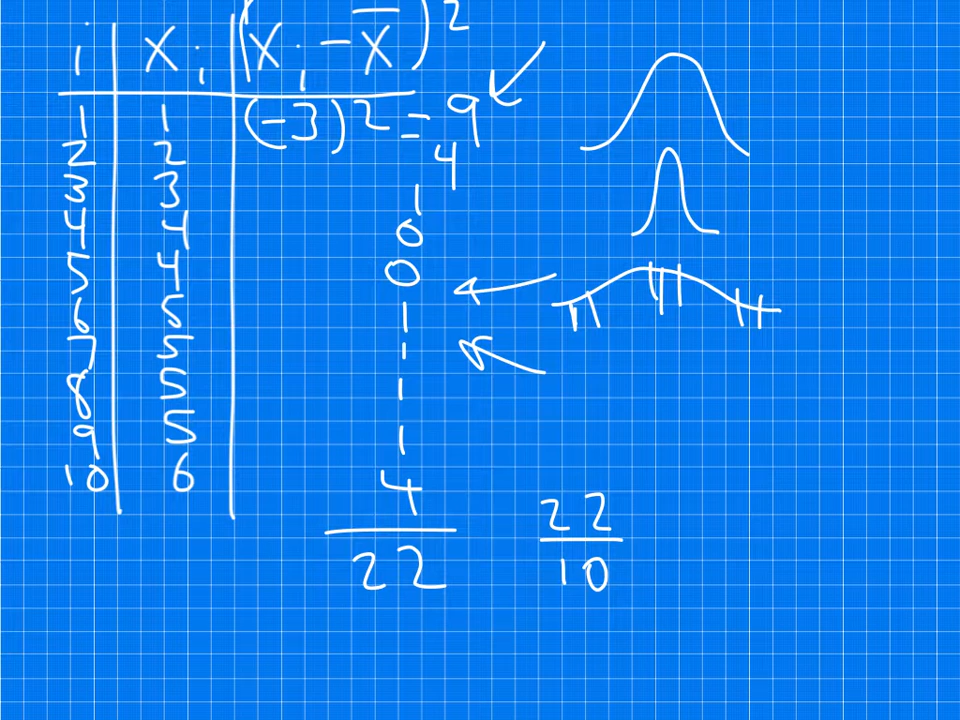 i Xi (Xi - X̄)²
1 1 (-3)² = 9
2 2 4
3 3 1
4 4 0
5 4 0
6 5 1
7 5 1
8 5 1
9 5 1
10 6 4
22 22/10